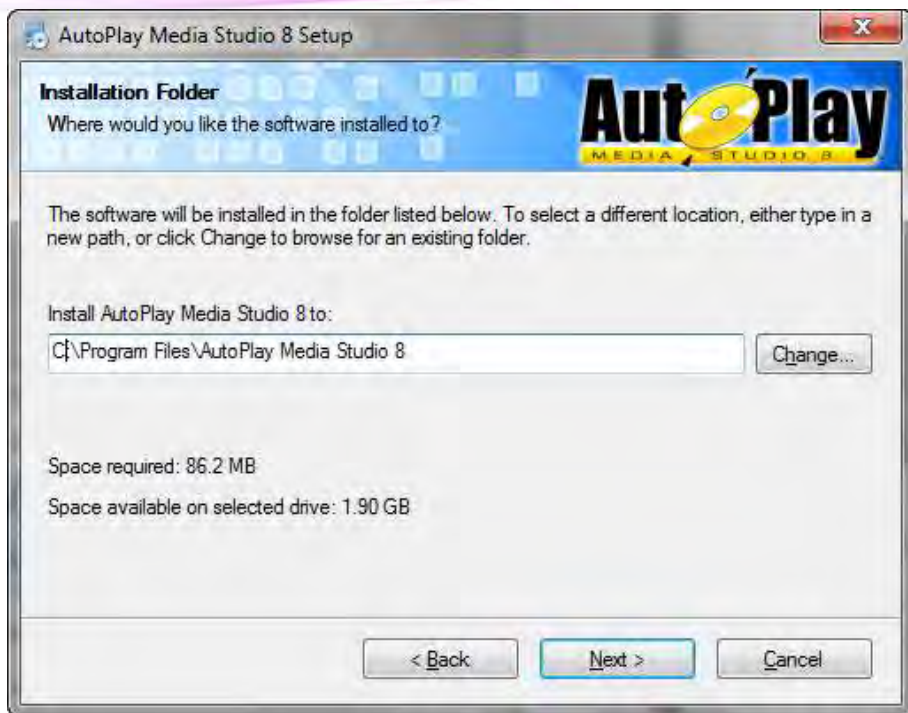 AutoPlay Media Studio 8 Setup
Installation Folder
Where would you like the software installed to?
AutoPlay
MEDIA STUDIO 8
The software will be installed in the folder listed below. To select a different location, either type in a
new path, or click Change to browse for an existing folder.
Install AutoPlay Media Studio 8 to:
C:\Program Files\AutoPlay Media Studio 8
Change...
Space required: 86.2 MB
Space available on selected drive: 1.90 GB
< Back
Next >
Cancel